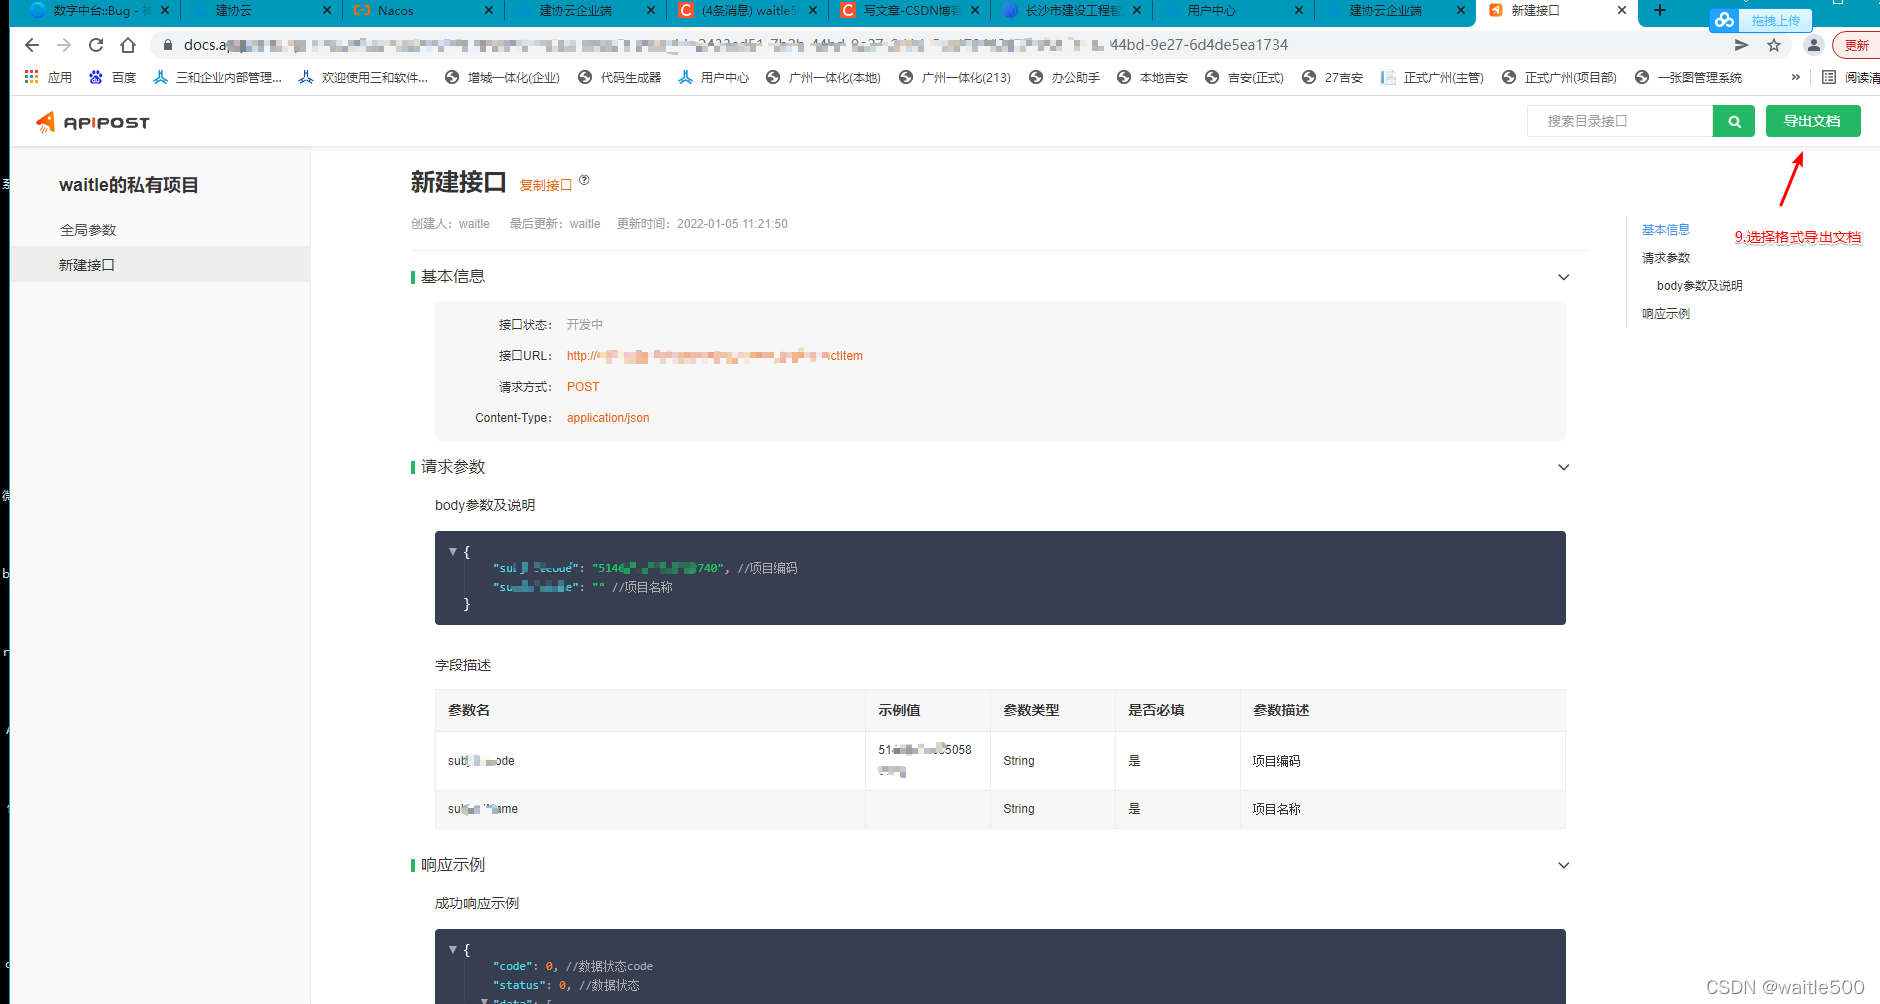 数字中台::Bug -
建协云
Nacos
建协云企业端
(4条消息) waitle5
写文章-CSDN博客
长沙市建设工程智
用户中心
建协云企业端
新建接口
拖拽上传
docs.a
44bd-9e27-6d4de5ea1734
更新
应用
百度
三和企业内部管理...
欢迎使用三和软件...
增城一体化(企业)
代码生成器
用户中心
广州一体化(本地)
广州一体化(213)
办公助手
本地吉安
吉安(正式)
27吉安
正式广州(主管)
正式广州(项目部)
一张图管理系统
»
阅读清
APIPOST
搜索目录接口
导出文档
waitle的私有项目
全局参数
新建接口
新建接口 复制接口
创建人：waitle 最后更新：waitle 更新时间：2022-01-05 11:21:50
基本信息
请求参数
body参数及说明
响应示例
9.选择格式导出文档
基本信息
接口状态： 开发中
接口URL： http:// ctItem
请求方式： POST
Content-Type： application/json
请求参数
body参数及说明
{
"su code": "514 740", //项目编码
"su e": "" //项目名称
}
字段描述
参数名 示例值 参数类型 是否必填 参数描述
sub ode 51 5058 String 是 项目编码
sub ame String 是 项目名称
响应示例
成功响应示例
{
"code": 0, //数据状态code
"status": 0, //数据状态
"data": [
CSDN @waitle500